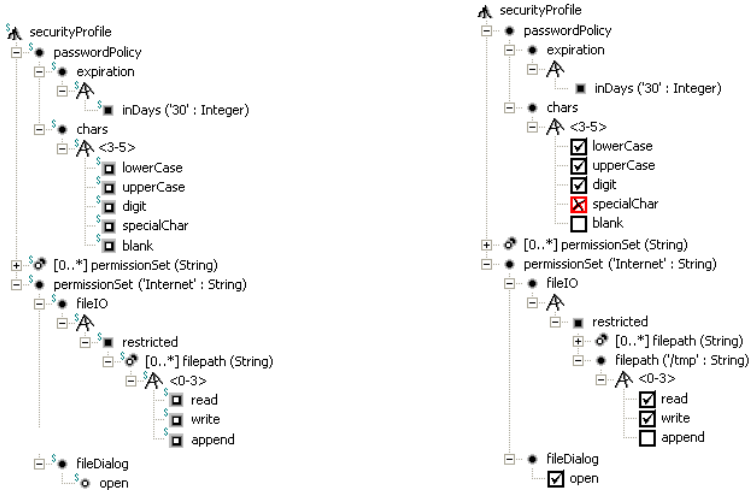 securityProfile
passwordPolicy
expiration
inDays ('30' : Integer)
chars
<3-5>
lowerCase
upperCase
digit
specialChar
blank
[0..*] permissionSet (String)
permissionSet ('Internet' : String)
fileIO
restricted
[0..*] filepath (String)
<0-3>
read
write
append
fileDialog
open
securityProfile
passwordPolicy
expiration
inDays ('30' : Integer)
chars
<3-5>
lowerCase
upperCase
digit
specialChar
blank
[0..*] permissionSet (String)
permissionSet ('Internet' : String)
fileIO
restricted
[0..*] filepath (String)
filepath ('/tmp' : String)
<0-3>
read
write
append
fileDialog
open